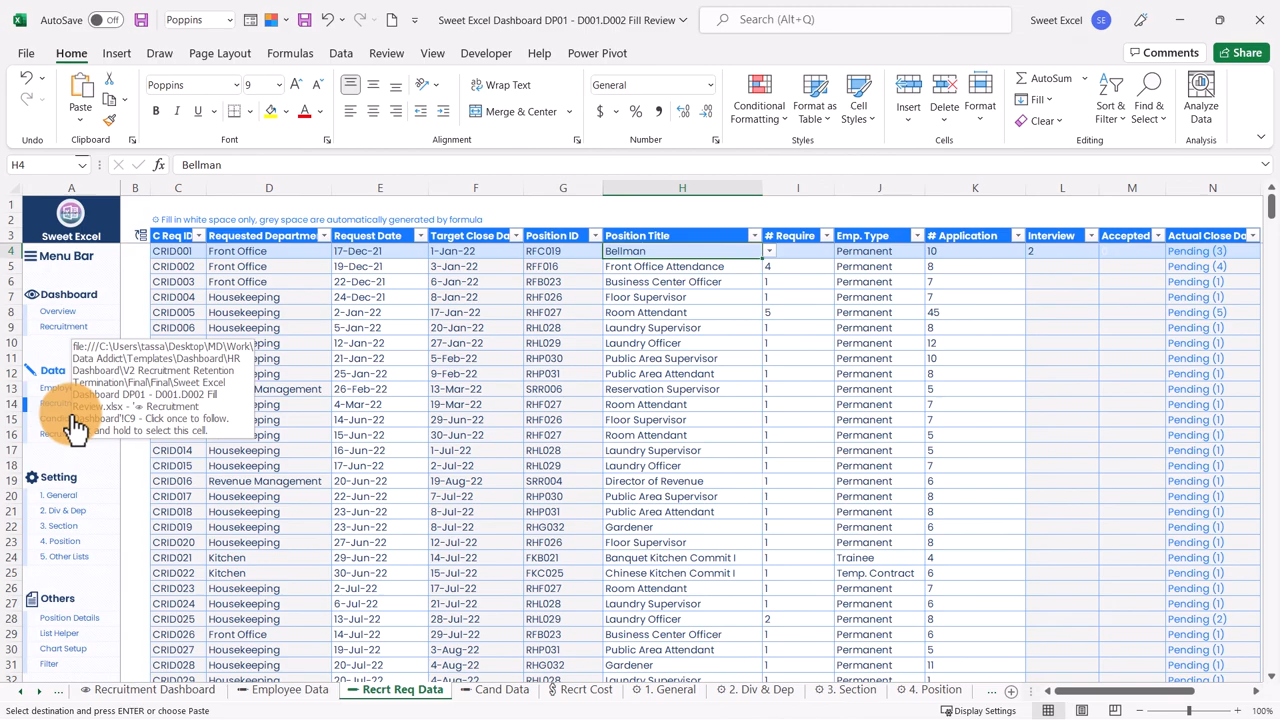 AutoSave Off Poppins Sweet Excel Dashboard DP01 - D001.D002 Fill Review Search (Alt+Q) Sweet Excel SE
File Home Insert Draw Page Layout Formulas Data Review View Developer Help Power Pivot Comments Share
Poppins Wrap Text General AutoSum
Paste B I U A Merge & Center $ % Conditional Formatting Format as Table Cell Styles Insert Delete Format Fill Clear Sort & Filter Find & Select Analyze Data
Undo Clipboard Font Alignment Number Styles Cells Editing Analysis
H4 fx Bellman
A B C D E F G H I J K L M N
1
2 Fill in white space only, grey space are automatically generated by formula
3 Sweet Excel C Req ID Requested Departme Request Date Target Close Da Position ID Position Title # Require Emp. Type # Application Interview Accepted Actual Close Da
4 Menu Bar CRID001 Front Office 17-Dec-21 1-Jan-22 RFC019 Bellman Permanent 10 2 Pending (3)
5 CRID002 Front Office 19-Dec-21 3-Jan-22 RFF016 Front Office Attendance 4 Permanent 8 Pending (4)
6 CRID003 Front Office 22-Dec-21 6-Jan-22 RFB023 Business Center Officer 1 Permanent 7 Pending (1)
7 Dashboard CRID004 Housekeeping 24-Dec-21 8-Jan-22 RHF026 Floor Supervisor 1 Permanent 7 Pending (1)
8 Overview CRID005 Housekeeping 2-Jan-22 17-Jan-22 RHF027 Room Attendant 5 Permanent 45 Pending (5)
9 Recruitment CRID006 Housekeeping 5-Jan-22 20-Jan-22 RHL028 Laundry Supervisor 1 Permanent 8 Pending (1)
10 12-Jan-22 27-Jan-22 RHL029 Laundry Officer 1 Permanent 12 Pending (1)
11 21-Jan-22 5-Feb-22 RHP030 Public Area Supervisor 1 Permanent 10 Pending (1)
12 Data RHP031 Public Area Attendant 1 Permanent 8 Pending (1)
13 Management 26-Feb-22 13-Mar-22 SRR006 Reservation Supervisor 1 Permanent 8 Pending (1)
14 RHF027 Room Attendant 1 Permanent 5 Pending (1)
15 RHL029 Laundry Officer 1 Permanent 7 Pending (1)
16 15-Jun-22 30-Jun-22 RHF027 Room Attendant 1 Permanent 5 Pending (1)
17 CRID014 Housekeeping 16-Jun-22 1-Jul-22 RHL028 Laundry Supervisor 1 Permanent 5 Pending (1)
18 CRID015 Housekeeping 17-Jun-22 RHL029 Laundry Officer 1 Permanent 7 Pending (1)
19 Setting CRID016 Revenue Management 20-Jun-22 19-Aug-22 SRR004 Director of Revenue 1 Permanent 6 Pending (1)
20 1. General CRID017 Housekeeping 22-Jun-22 7-Jul-22 RHP030 Public Area Supervisor 1 Permanent 8 Pending (1)
21 2. Div & Dep CRID018 Housekeeping 23-Jun-22 8-Jul-22 RHP031 Public Area Attendant 1 Permanent 8 Pending (1)
22 3. Section CRID019 Housekeeping 23-Jun-22 8-Jul-22 RHG032 Gardener 1 Permanent 6 Pending (1)
23 4. Position CRID020 Housekeeping 27-Jun-22 13-Jul-22 RHF026 Floor Supervisor 1 Permanent 8 Pending (1)
24 5. Other Lists CRID021 Kitchen 29-Jun-22 14-Jul-22 FKB021 Banquet Kitchen Commit I 1 Trainee 4 Pending (1)
25 CRID022 Kitchen 30-Jun-22 15-Jul-22 FKC025 Chinese Kitchen Commit I 1 Temp. Contract 6 Pending (1)
26 CRID023 Housekeeping 2-Jul-22 17-Jul-22 RHF027 Room Attendant 1 Permanent 7 Pending (1)
27 Others CRID024 Housekeeping 6-Jul-22 21-Jul-22 RHL028 Laundry Supervisor 1 Permanent 6 Pending (1)
28 Position Details CRID025 Housekeeping 13-Jul-22 28-Jul-22 RHL029 Laundry Officer 2 Permanent 8 Pending (2)
29 List Helper CRID026 Front Office 14-Jul-22 29-Jul-22 RFB023 Business Center Officer 1 Permanent 6 Pending (1)
30 Chart Setup CRID027 Housekeeping 19-Jul-22 3-Aug-22 RHP031 Public Area Attendant 1 Permanent 5 Pending (1)
31 Filter CRID028 Housekeeping 20-Jul-22 4-Aug-22 RHG032 Gardener 1 Permanent 11 Pending (1)
file:///C:\Users\tassa\Desktop\MD\Work\
Data Addict\Templates\Dashboard\HR
Dashboard\V2 Recruitment Retention
Termination\Final\Final\Sweet Excel
Dashboard DP01 - D001.D002 Fill
Review.xlsx - ' Recruitment
Dashboard'!C9 - Click once to follow.
and hold to select this cell.
... Recruitment Dashboard Employee Data Recrt Req Data Cand Data Recrt Cost 1. General 2. Div & Dep 3. Section 4. Position ...
Select destination and press ENTER or choose Paste Display Settings 100%